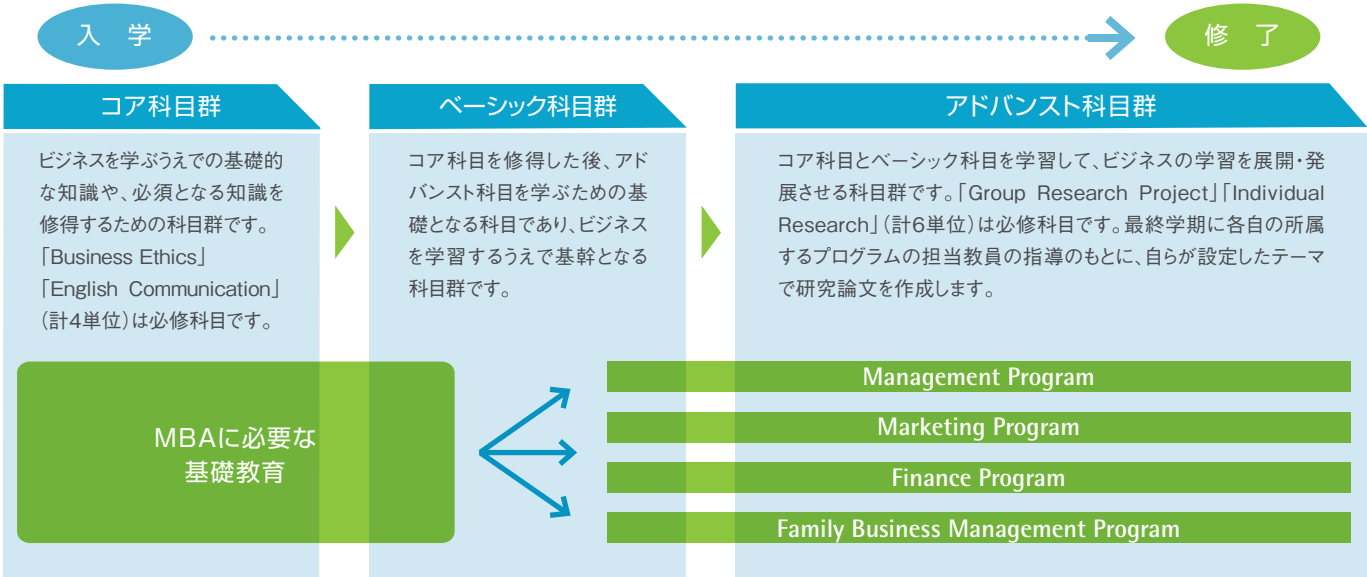 入 学
修 了
コア科目群
ビジネスを学ぶうえでの基礎的
な知識や、必須となる知識を
修得するための科目群です。
「Business Ethics」
「English Communication」
（計4単位）は必修科目です。
ベーシック科目群
コア科目を修得した後、アド
バンスト科目を学ぶための基
礎となる科目であり、ビジネス
を学習するうえで基幹となる
科目群です。
アドバンスト科目群
コア科目とベーシック科目を学習して、ビジネスの学習を展開・発
展させる科目群です。「Group Research Project」「Individual
Research」（計6単位）は必修科目です。最終学期に各自の所属
するプログラムの担当教員の指導のもとに、自らが設定したテーマ
で研究論文を作成します。
MBAに必要な
基礎教育
Management Program
Marketing Program
Finance Program
Family Business Management Program